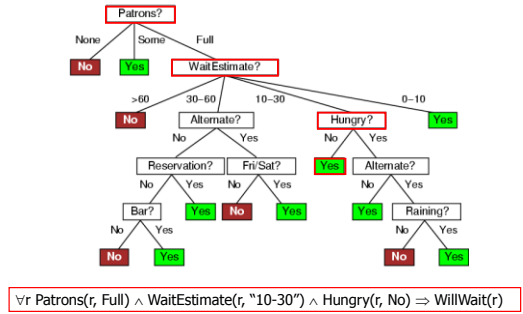 Patrons?
None Some Full
No Yes WaitEstimate?
>60 30–60 10–30 0–10
No Alternate? Hungry? Yes
No Yes No Yes
Reservation? Fri/Sat? Yes Alternate?
No Yes No Yes No Yes
Bar? Yes No Yes Yes Raining?
No Yes No Yes
No Yes No Yes
∀r Patrons(r, Full) ∧ WaitEstimate(r, “10-30”) ∧ Hungry(r, No) ⇒ WillWait(r)